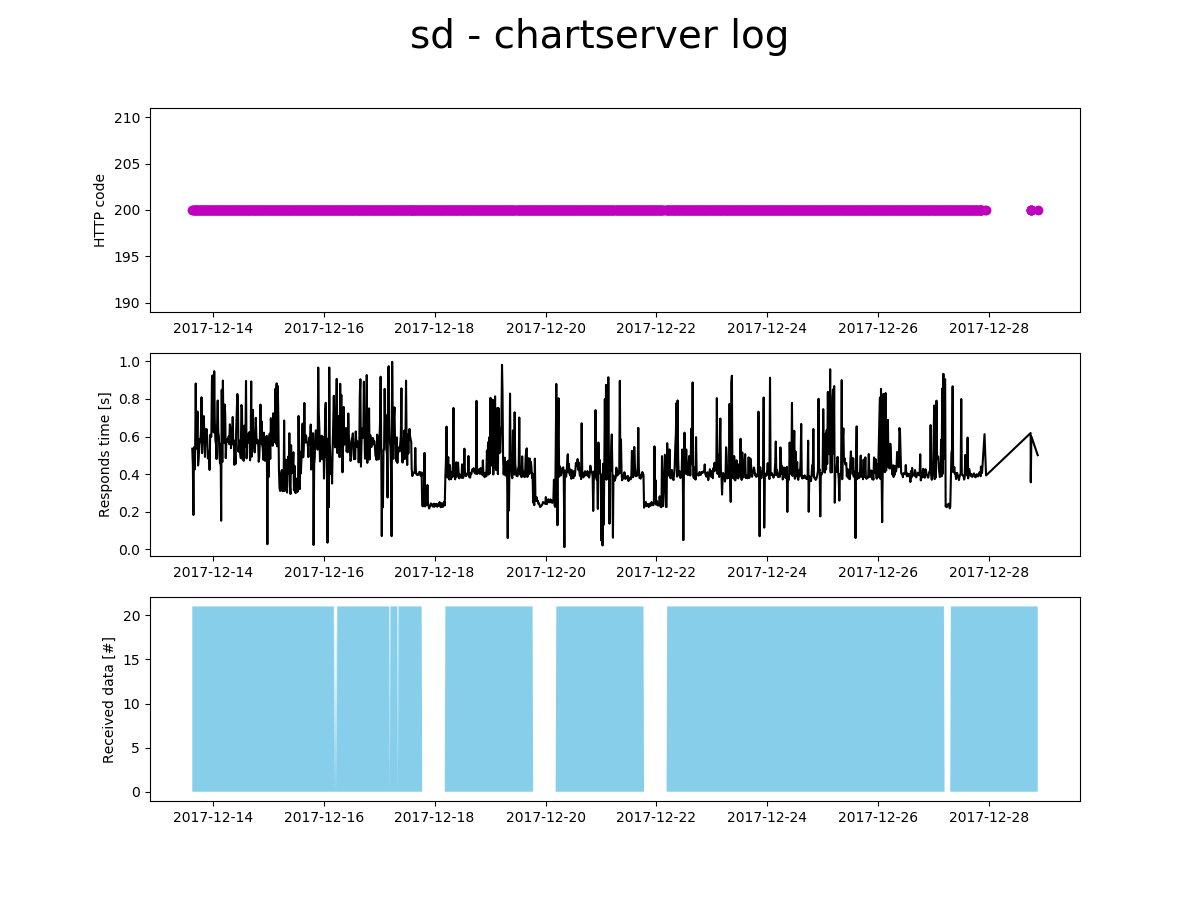 sd - chartserver log
HTTP code
210
205
200
195
190
2017-12-14 2017-12-16 2017-12-18 2017-12-20 2017-12-22 2017-12-24 2017-12-26 2017-12-28
Responds time [s]
1.0
0.8
0.6
0.4
0.2
0.0
2017-12-14 2017-12-16 2017-12-18 2017-12-20 2017-12-22 2017-12-24 2017-12-26 2017-12-28
Received data [#]
20
15
10
5
0
2017-12-14 2017-12-16 2017-12-18 2017-12-20 2017-12-22 2017-12-24 2017-12-26 2017-12-28